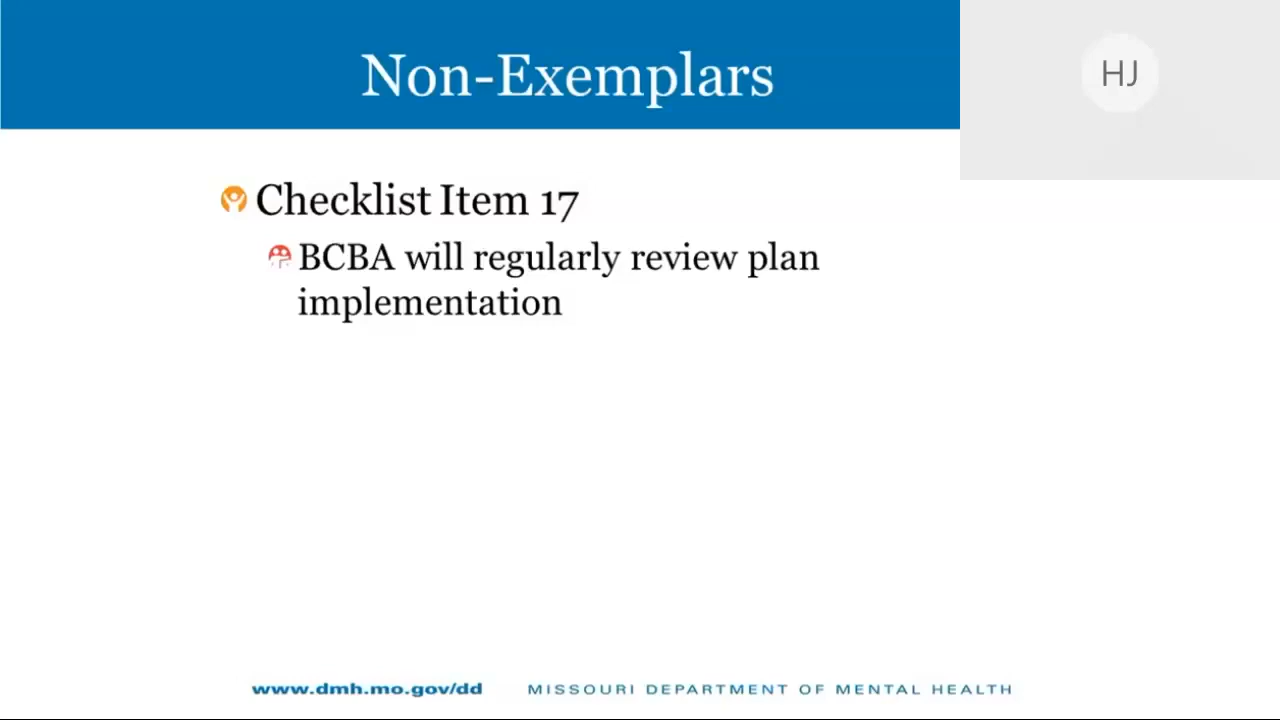 Non-Exemplars
HJ
Checklist Item 17
BCBA will regularly review plan
implementation
www.dmh.mo.gov/dd
MISSOURI DEPARTMENT OF MENTAL HEALTH